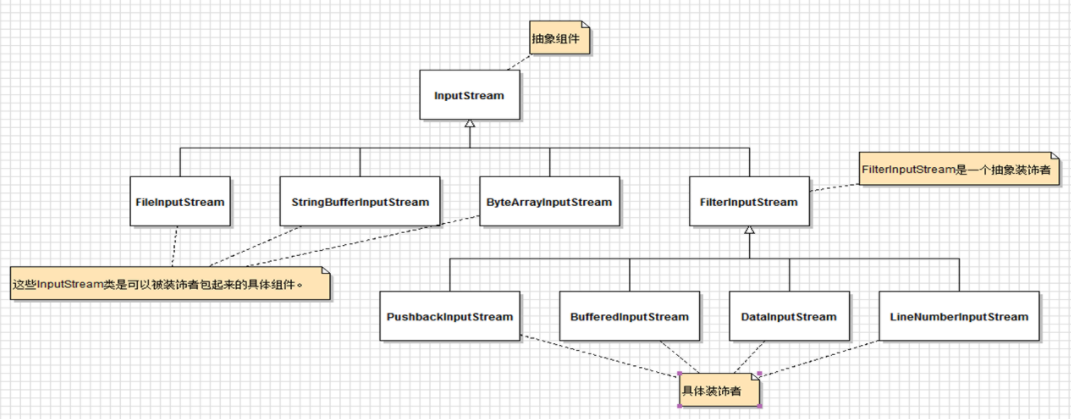 抽象组件
InputStream
FilterInputStream是一个抽象装饰者
FileInputStream
StringBufferInputStream
ByteArrayInputStream
FilterInputStream
这些InputStream类是可以被装饰者包起来的具体组件。
PushbackInputStream
BufferedInputStream
DataInputStream
LineNumberInputStream
具体装饰者